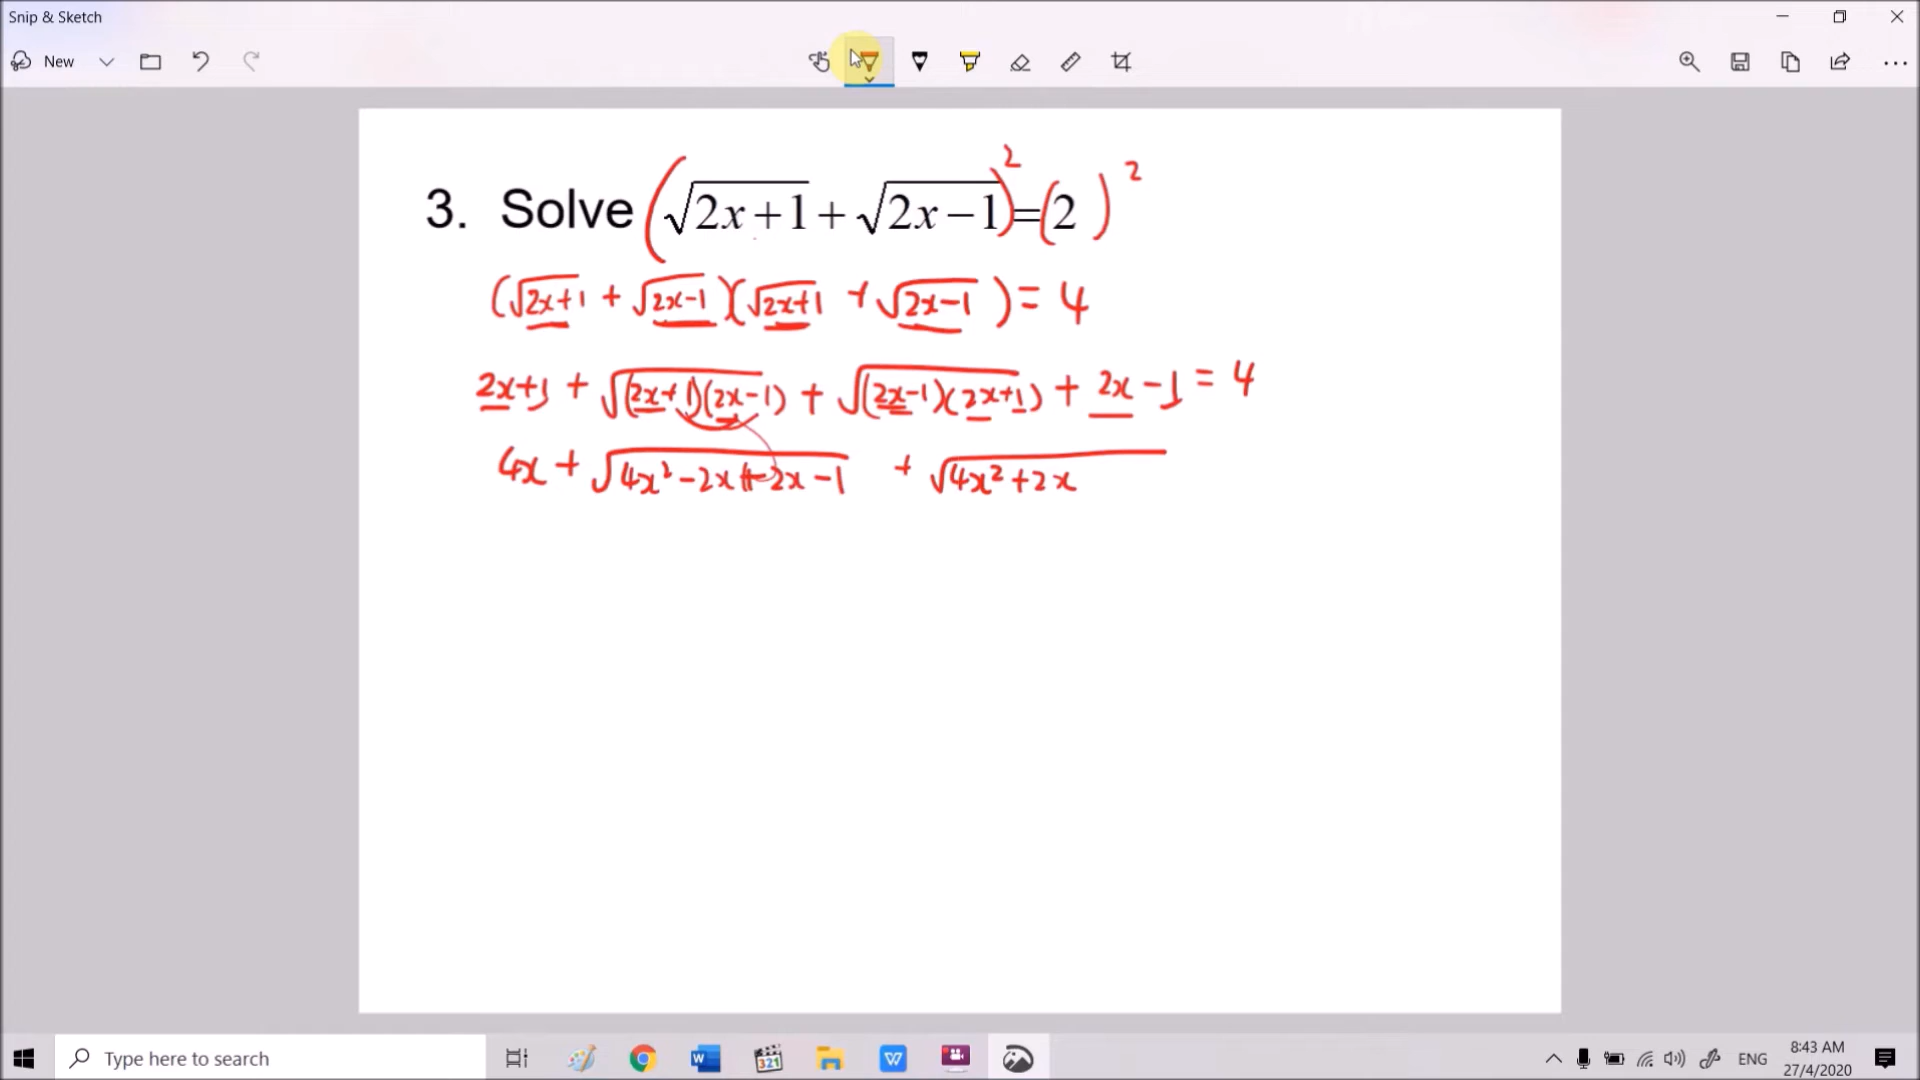 Snip & Sketch
New
3. Solve (√2x+1 + √2x−1)² = (2)²
(√2x+1 + √2x-1)(√2x+1 + √2x-1) = 4
2x+1 + √(2x+1)(2x-1) + √(2x-1)(2x+1) + 2x-1 = 4
4x + √4x²-2x+2x-1 + √4x²+2x
Type here to search
321
W
W
ENG
8:43 AM
27/4/2020